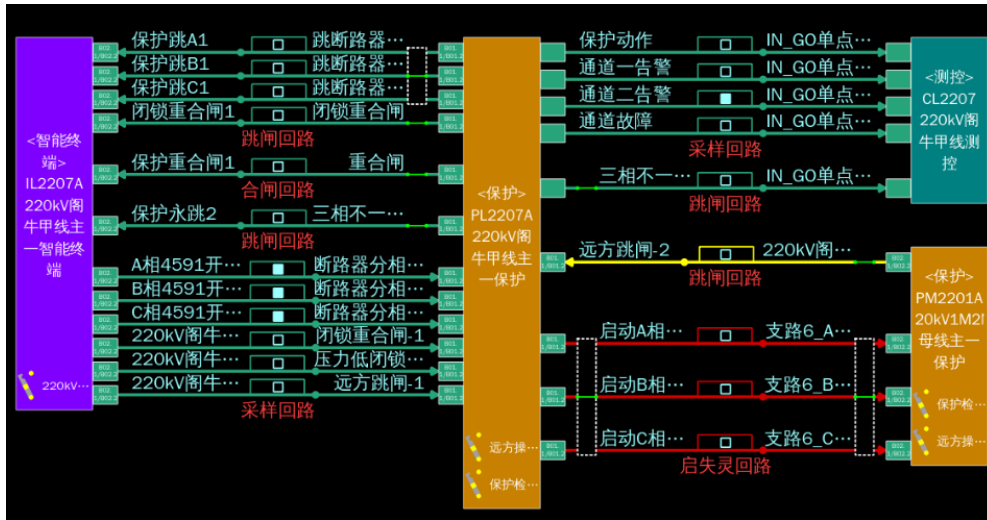 <智能终
端>
IL2207A
220kV阁
牛甲线主
一智能终
端
220kV…
保护跳A1
跳断路器…
保护跳B1
跳断路器…
保护跳C1
跳断路器…
闭锁重合闸1
闭锁重合闸
跳闸回路
保护重合闸1
重合闸
合闸回路
保护永跳2
三相不一…
跳闸回路
A相4591开…
断路器分相…
B相4591开…
断路器分相…
C相4591开…
断路器分相…
220kV阁牛…
闭锁重合闸-1
220kV阁牛…
压力低闭锁…
220kV阁牛…
远方跳闸-1
采样回路
<保护>
PL2207A
220kV阁
牛甲线主
一保护
远方操…
保护检…
保护动作
IN_GO单点…
通道一告警
IN_GO单点…
通道二告警
IN_GO单点…
通道故障
IN_GO单点…
采样回路
三相不一…
IN_GO单点…
跳闸回路
远方跳闸-2
220kV阁…
跳闸回路
启动A相…
支路6_A…
启动B相…
支路6_B…
启动C相…
支路6_C…
启失灵回路
<测控>
CL2207
220kV阁
牛甲线测
控
<保护>
PM2201A
母线主一
保护
保护检…
远方操…